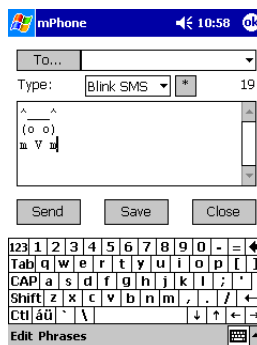 mPhone 10:58 ok
To...
Type: Blink SMS * 19
^___^
(o o)
m V m
Send Save Close
123 1 2 3 4 5 6 7 8 9 0 - =
Tab q w e r t y u i o p [ ]
CAP a s d f g h j k l ; '
Shift z x c v b n m , . /
Ctl áü ` \
Edit Phrases